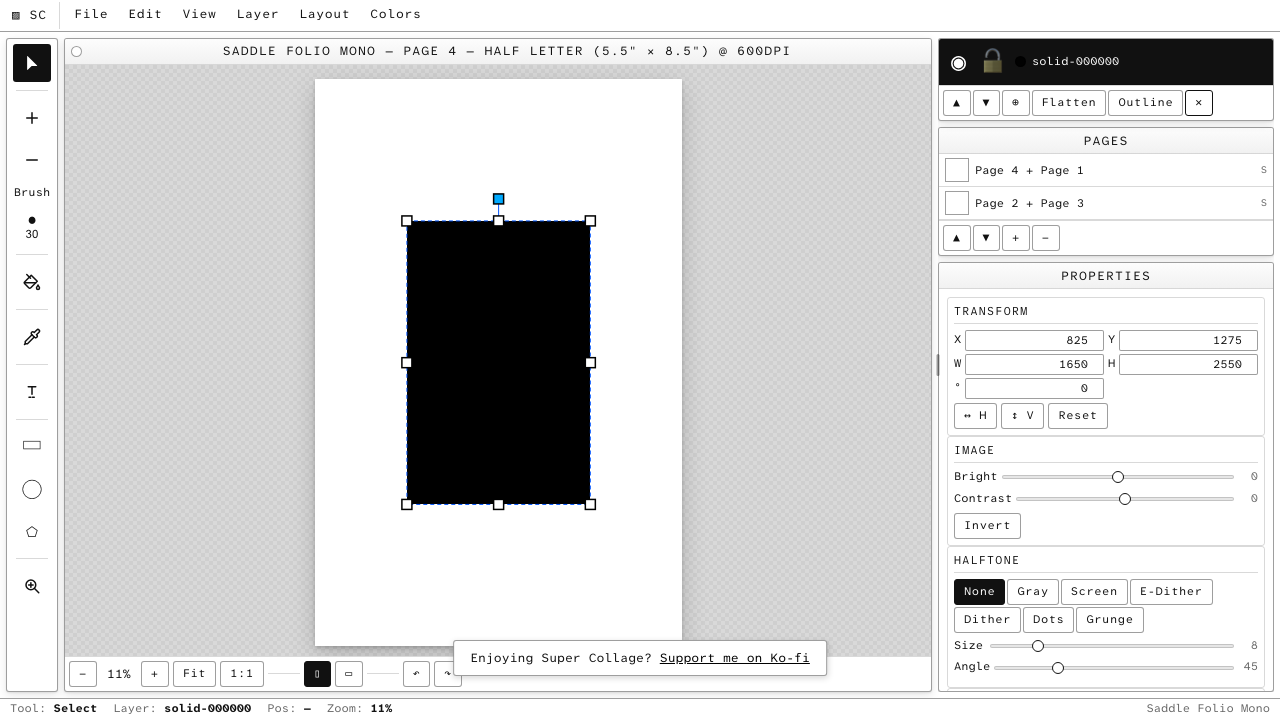 SC File Edit View Layer Layout Colors
SADDLE FOLIO MONO — PAGE 4 — HALF LETTER (5.5" × 8.5") @ 600DPI
Brush
30
solid-000000
Flatten Outline ×
PAGES
Page 4 + Page 1 S
Page 2 + Page 3 S
+ −
PROPERTIES
TRANSFORM
X 825 Y 1275
W 1650 H 2550
° 0
↔ H ↕ V Reset
IMAGE
Bright 0
Contrast 0
Invert
HALFTONE
None Gray Screen E-Dither
Dither Dots Grunge
Size 8
Angle 45
− 11% + Fit 1:1
Enjoying Super Collage? Support me on Ko-fi
Tool: Select Layer: solid-000000 Pos: — Zoom: 11% Saddle Folio Mono